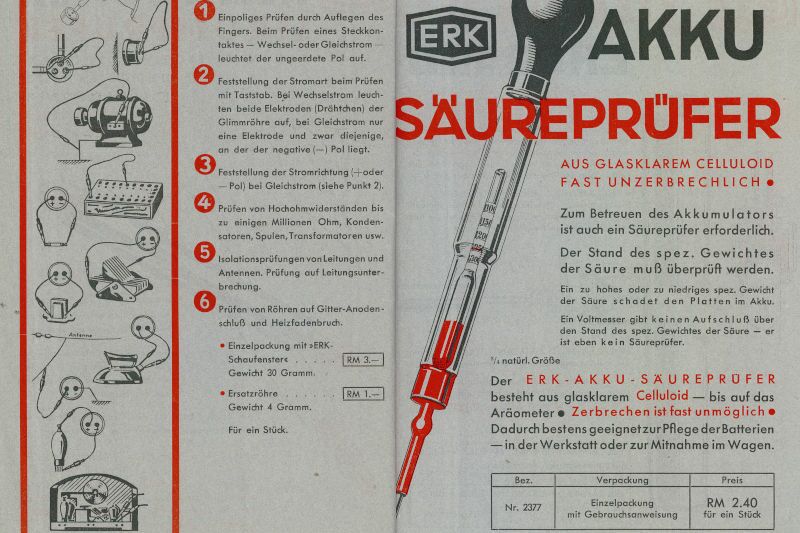 1 Einpoliges Prüfen durch Auflegen des
Fingers. Beim Prüfen eines Steckkon-
taktes — Wechsel- oder Gleichstrom —
leuchtet der ungeerdete Pol auf.
2 Feststellung der Stromart beim Prüfen
mit Taststab. Bei Wechselstrom leuch-
ten beide Elektroden (Drähtchen) der
Glimmröhre auf, bei Gleichstrom nur
eine Elektrode und zwar diejenige,
an der der negative (—) Pol liegt.
3 Feststellung der Stromrichtung (+ oder
— Pol) bei Gleichstrom (siehe Punkt 2).
4 Prüfen von Hochohmwiderständen bis
zu einigen Millionen Ohm, Konden-
satoren, Spulen, Transformatoren usw.
5 Isolationsprüfungen von Leitungen und
Antennen. Prüfung auf Leitungsunter-
brechung.
6 Prüfen von Röhren auf Gitter-Anoden-
schluß und Heizfadenbruch.
• Einzelpackung mit »ERK-
Schaufenster« . . . . . RM 3.—
Gewicht 30 Gramm.
• Ersatzröhre . . . . . . RM 1.—
Gewicht 4 Gramm.
Für ein Stück.
Antenne
ERK AKKU
SÄUREPRÜFER
AUS GLASKLAREM CELLULOID
FAST UNZERBRECHLICH •
Zum Betreuen des Akkumulators
ist auch ein Säureprüfer erforderlich.
Der Stand des spez. Gewichtes
der Säure muß überprüft werden.
Ein zu hohes oder zu niedriges spez. Gewicht
der Säure schadet den Platten im Akku.
Ein Voltmesser gibt keinen Aufschluß über
den Stand des spez. Gewichtes der Säure — er
ist eben kein Säureprüfer.
natürl. Größe
Der ERK-AKKU-SÄUREPRÜFER
besteht aus glasklarem Celluloid — bis auf das
Aräometer • Zerbrechen ist fast unmöglich •
Dadurch bestens geeignet zur Pflege der Batterien
— in der Werkstatt oder zur Mitnahme im Wagen.
Bez. Verpackung Preis
Nr. 2377 Einzelpackung mit Gebrauchsanweisung RM 2.40 für ein Stück